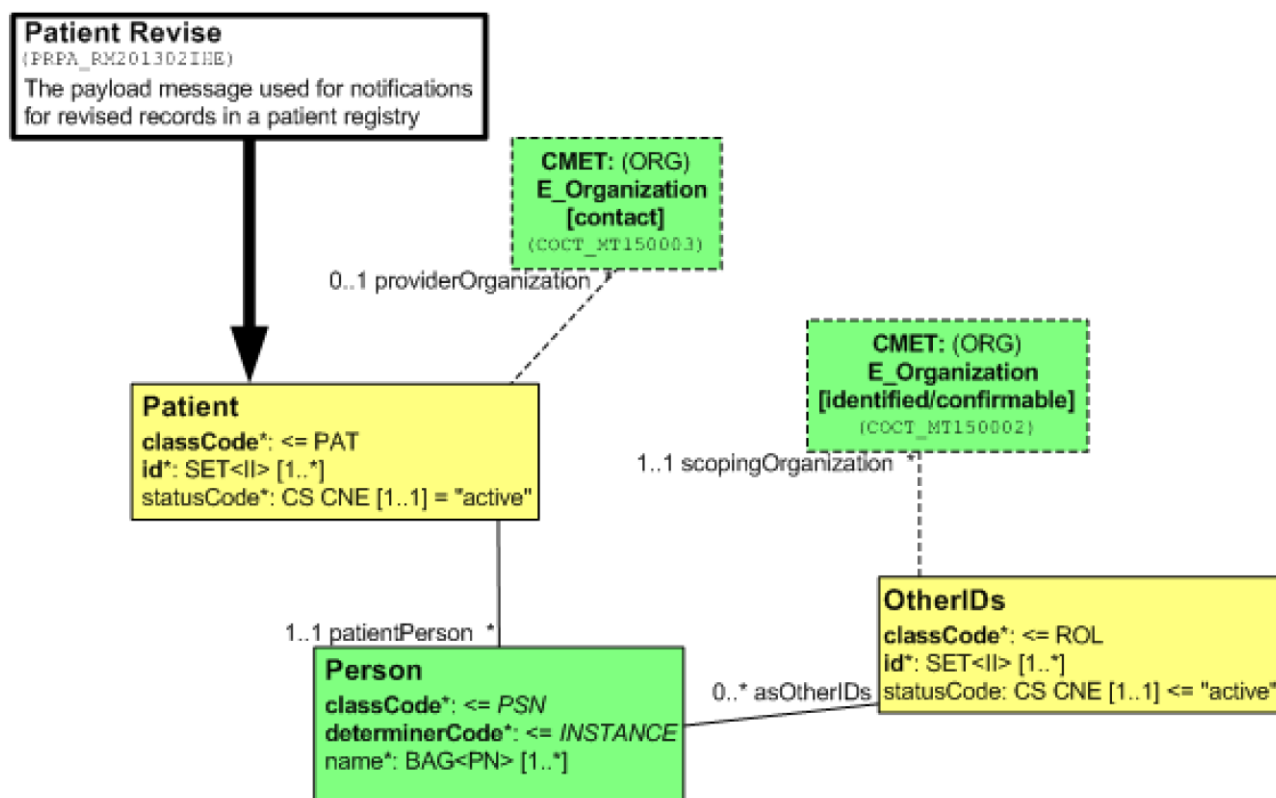 Patient Revise
(PRPA_RM201302IHE)
The payload message used for notifications
for revised records in a patient registry
CMET: (ORG)
E_Organization
[contact]
(COCT_MT150003)
0..1 providerOrganization *
CMET: (ORG)
E_Organization
[identified/confirmable]
(COCT_MT150002)
1..1 scopingOrganization *
Patient
classCode*: <= PAT
id*: SET<II> [1..*]
statusCode*: CS CNE [1..1] = "active"
OtherIDs
classCode*: <= ROL
id*: SET<II> [1..*]
statusCode: CS CNE [1..1] <= "active"
1..1 patientPerson *
0..* asOtherIDs
Person
classCode*: <= PSN
determinerCode*: <= INSTANCE
name*: BAG<PN> [1..*]